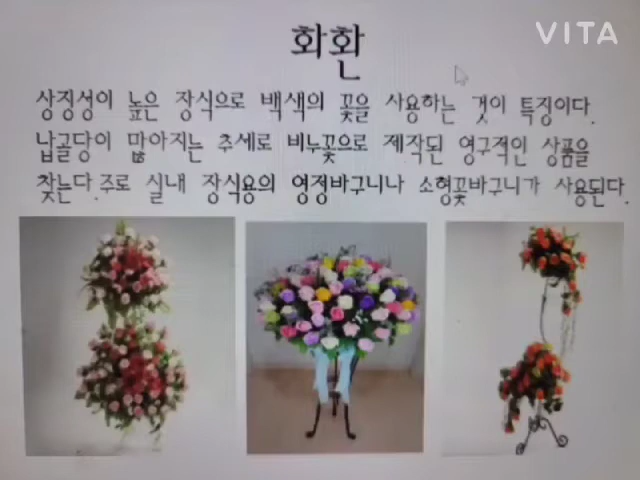 VITA
화환
상징성이 높은 장식으로 백색의 꽃을 사용하는 것이 특징이다.
납골당이 많아지는 추세로 비누꽃으로 제작된 영구적인 상품을
찾는다.주로 실내 장식용의 영정바구니나 소형꽃바구니가 사용된다.